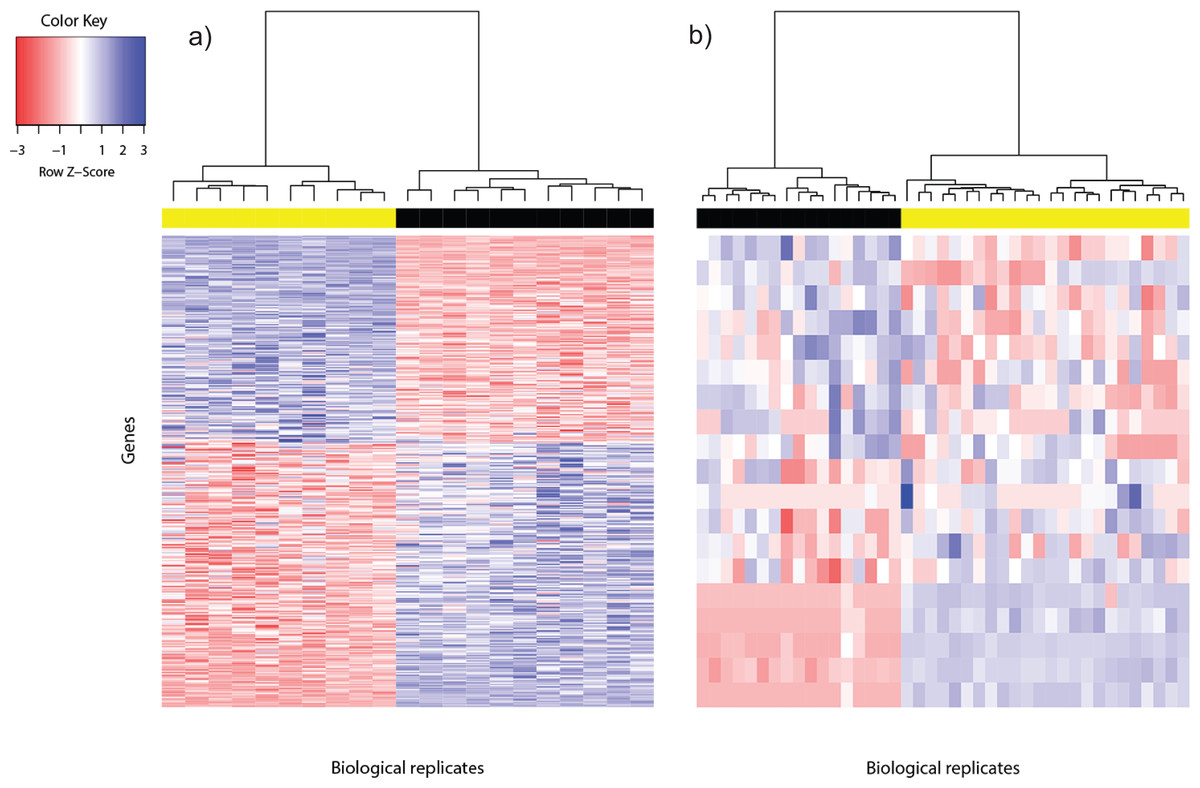 Color Key
−3 −1 1 2 3
Row Z−Score
a)
b)
Genes
Biological replicates
Biological replicates